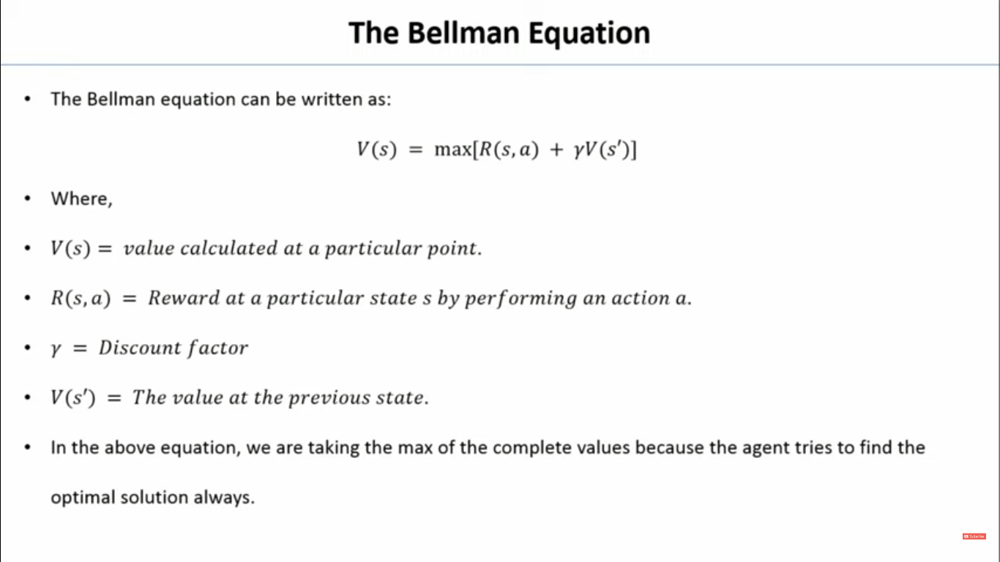 The Bellman Equation
• The Bellman equation can be written as:
V(s) = max[R(s, a) + γV(s′)]
• Where,
• V(s) = value calculated at a particular point.
• R(s, a) = Reward at a particular state s by performing an action a.
• γ = Discount factor
• V(s′) = The value at the previous state.
• In the above equation, we are taking the max of the complete values because the agent tries to find the
optimal solution always.
Subscribe